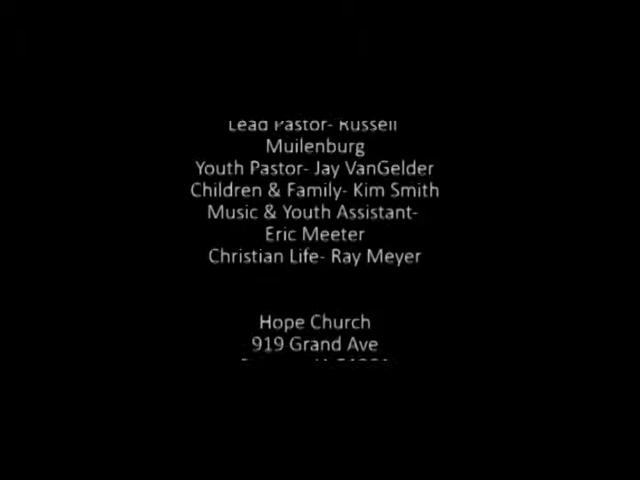 Lead Pastor- Russell
Muilenburg
Youth Pastor- Jay VanGelder
Children & Family- Kim Smith
Music & Youth Assistant-
Eric Meeter
Christian Life- Ray Meyer
Hope Church
919 Grand Ave